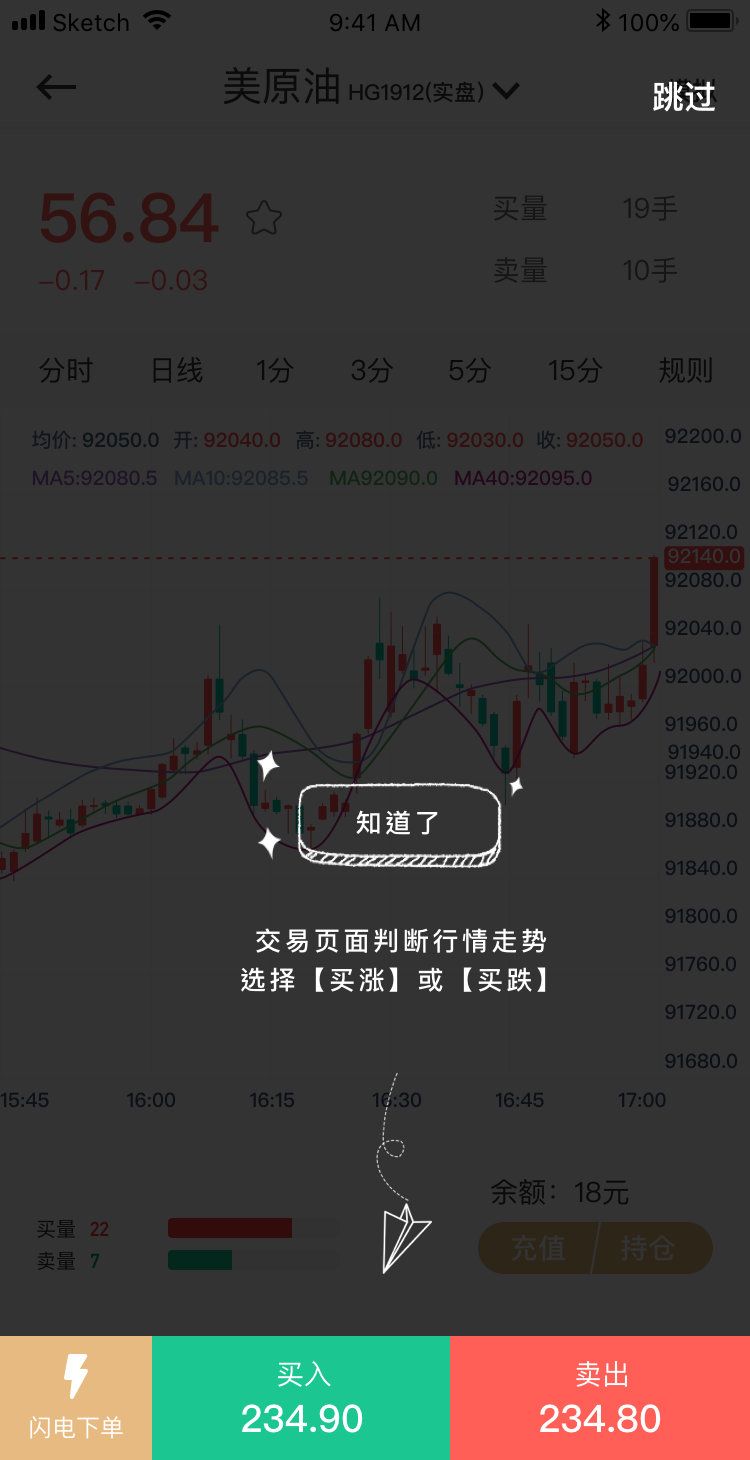 Sketch 9:41 AM 100%
美原油 HG1912(实盘)
跳过
56.84 买量 19手
−0.17 −0.03 卖量 10手
分时 日线 1分 3分 5分 15分 规则
均价: 92050.0 开: 92040.0 高: 92080.0 低: 92030.0 收: 92050.0
MA5:92080.5 MA10:92085.5 MA92090.0 MA40:92095.0
92200.0
92160.0
92120.0
92140.0
92080.0
92040.0
92000.0
91960.0
91940.0
91920.0
91880.0
91840.0
91800.0
91760.0
91720.0
91680.0
知道了
交易页面判断行情走势
选择【买涨】或【买跌】
15:45 16:00 16:15 16:30 16:45 17:00
余额：18元
买量 22
卖量 7
充值 持仓
闪电下单
买入
234.90
卖出
234.80